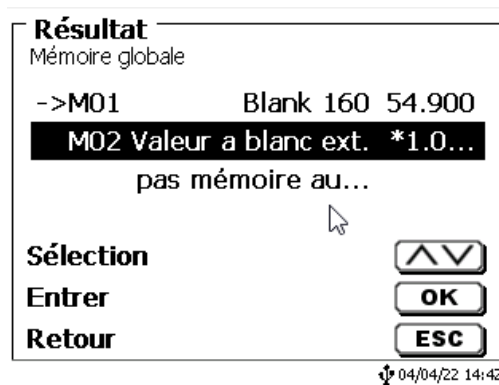 Résultat
Mémoire globale
->M01 Blank 160 54.900
M02 Valeur a blanc ext. *1.0...
pas mémoire au...
Sélection
Entrer OK
Retour ESC
04/04/22 14:42